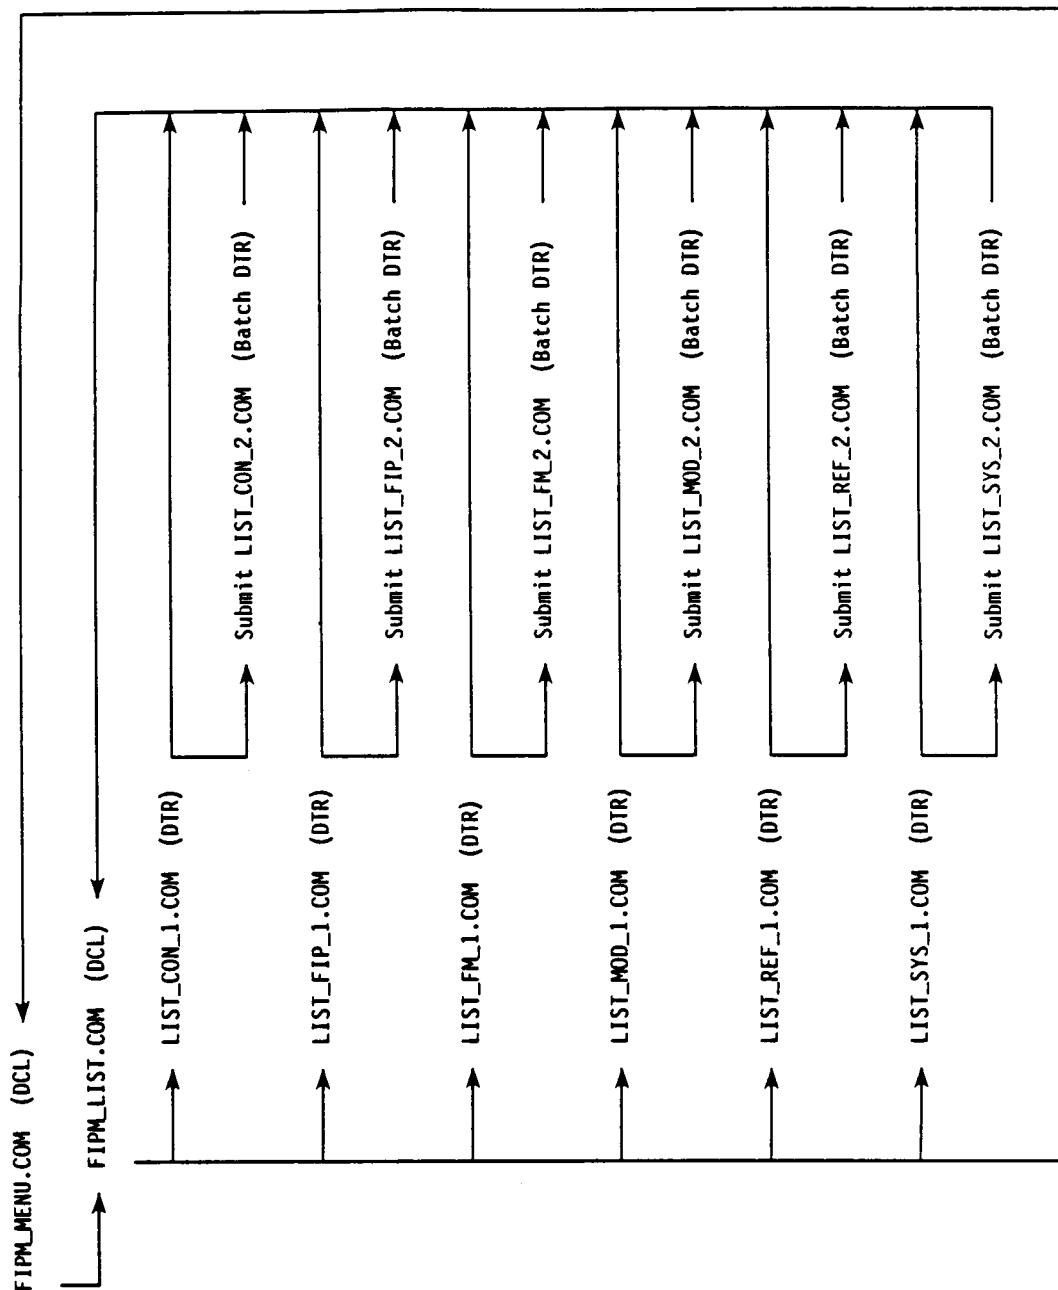 FIPM_MENU.COM (DCL)
FIPM_LIST.COM (DCL)
LIST_CON_1.COM (DTR)
Submit LIST_CON_2.COM (Batch DTR)
LIST_FIP_1.COM (DTR)
Submit LIST_FIP_2.COM (Batch DTR)
LIST_FM_1.COM (DTR)
Submit LIST_FM_2.COM (Batch DTR)
LIST_MOD_1.COM (DTR)
Submit LIST_MOD_2.COM (Batch DTR)
LIST_REF_1.COM (DTR)
Submit LIST_REF_2.COM (Batch DTR)
LIST_SYS_1.COM (DTR)
Submit LIST_SYS_2.COM (Batch DTR)